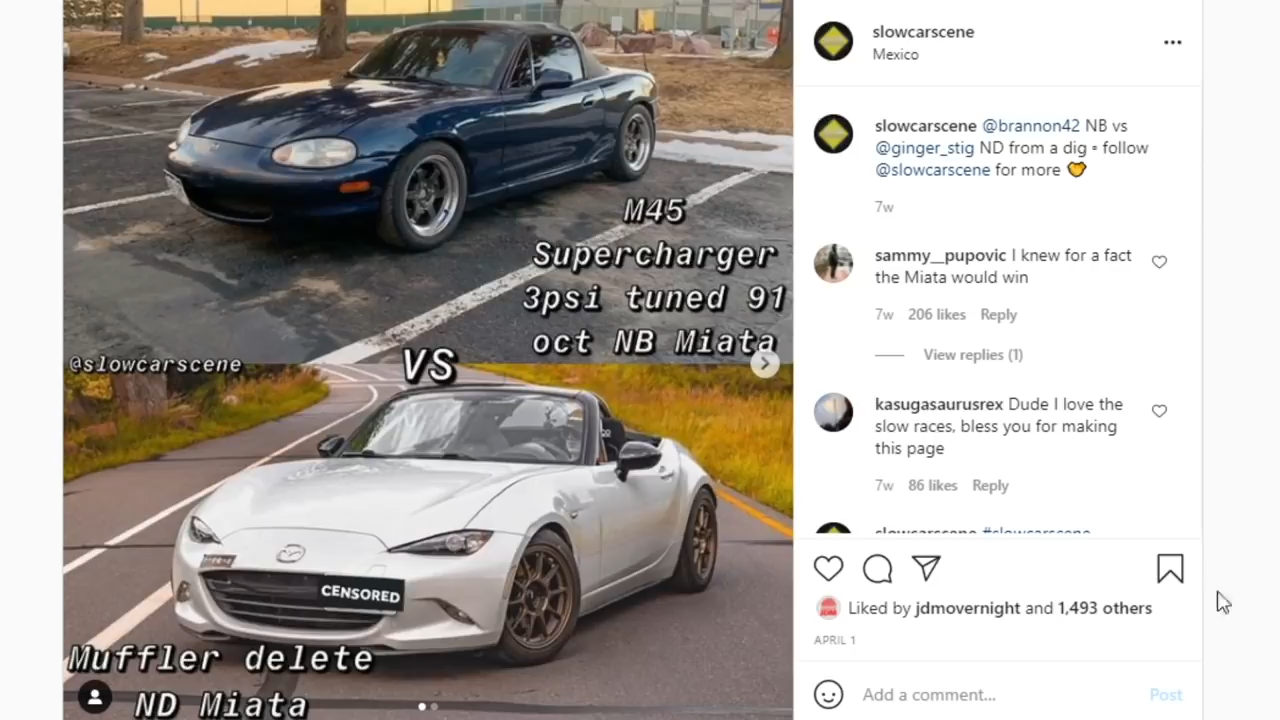 M45
Supercharger
3psi tuned 91
oct NB Miata
@slowcarscene
VS
CENSORED
Muffler delete
ND Miata
slowcarscene
Mexico
slowcarscene @brannon42 NB vs
@ginger_stig ND from a dig • follow
@slowcarscene for more
7w
sammy__pupovic I knew for a fact
the Miata would win
7w 206 likes Reply
View replies (1)
kasugasaurusrex Dude I love the
slow races, bless you for making
this page
7w 86 likes Reply
slowcarscene #slowcarscene
Liked by jdmovernight and 1,493 others
APRIL 1
Add a comment... Post